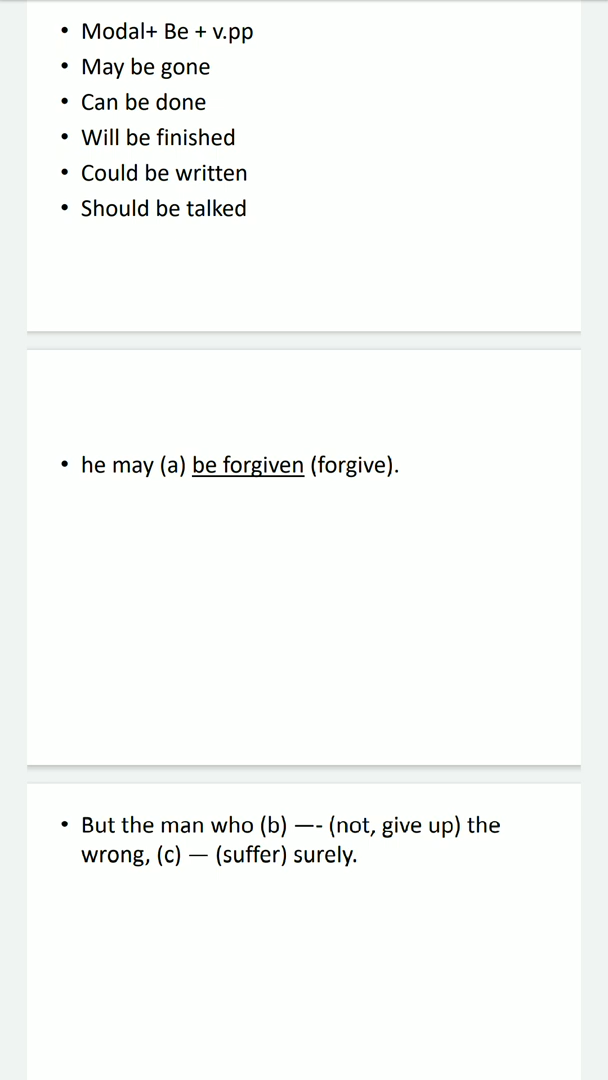 • Modal+ Be + v.pp
• May be gone
• Can be done
• Will be finished
• Could be written
• Should be talked
• he may (a) be forgiven (forgive).
• But the man who (b) —- (not, give up) the
wrong, (c) — (suffer) surely.